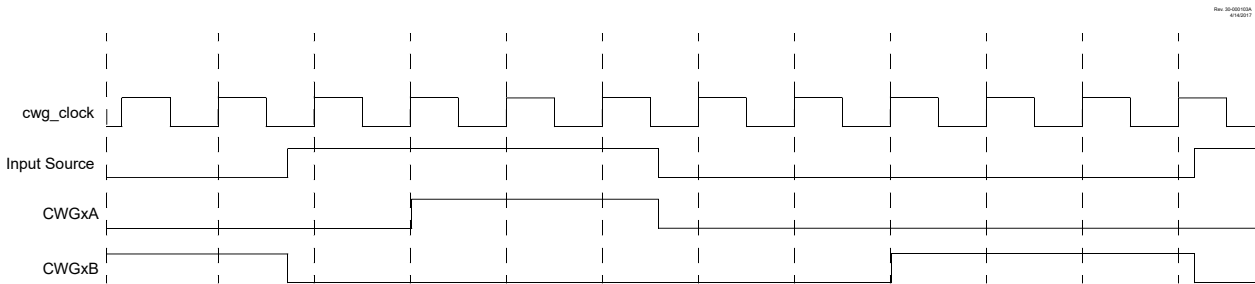 Rev. 30-000103A
4/14/2017
cwg_clock
Input Source
CWGxA
CWGxB